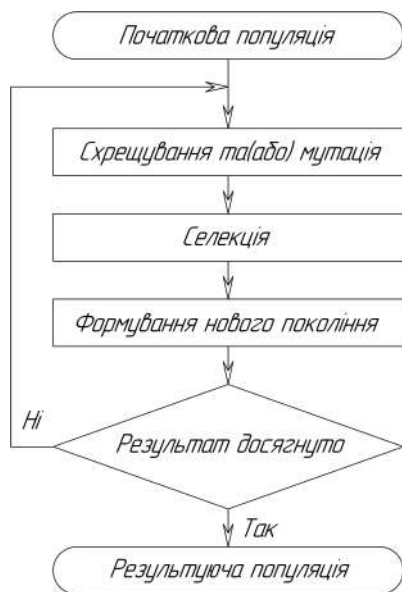 Початкова популяція
Схрещування та(або) мутація
Селекція
Формування нового покоління
Результат досягнуто
Ні
Так
Результуюча популяція